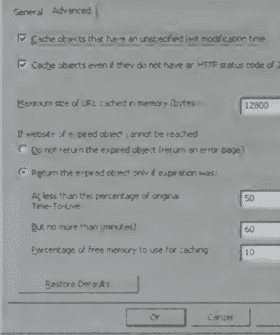 General Advanced
Cache objects that have an unspecified last modification time
Cache objects even if they do not have an HTTP status code of 2
Maximum size of URL cached in memory (bytes) 12800
If website of expired object cannot be reached
Do not return the expired object (return an error page)
Return the expired object only if expiration was:
At less than this percentage of original 50
Time-To-Live:
But no more than (minutes) 60
Percentage of free memory to use for caching: 10
Restore Defaults
OK Cancel